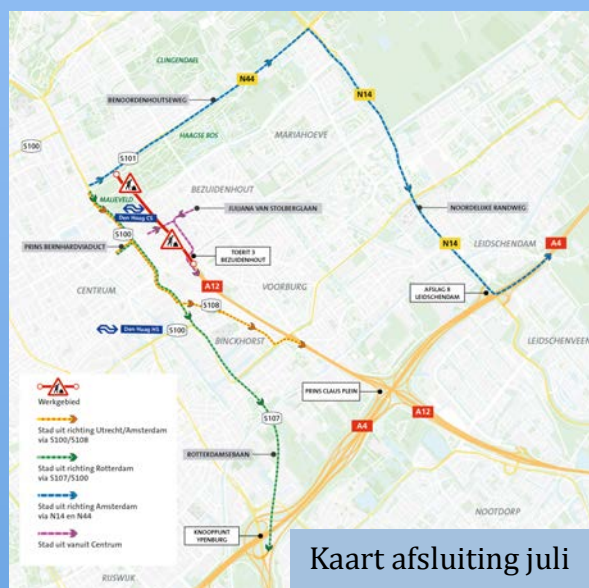 CLINGENDAEL
N44
BENOORDENHOUTSEWEG
N14
S100
HAAGSE BOS
MARIAHOEVE
S101
BEZUIDENHOUT
MALIEVELD
JULIANA VAN STOLBERGLAAN
NOORDELIJKE RANDWEG
Den Haag CS
S100
N14
LEIDSCHENDAM
PRINS BERNHARDVIADUCT
TOERIT 3
BEZUIDENHOUT
A4
A12
VOORBURG
AFSLAG 8
LEIDSCHENDAM
CENTRUM
S108
Den Haag HS
S100
BINCKHORST
LEIDSCHENVEEN
Werkgebied
PRINS CLAUS PLEIN
Stad uit richting Utrecht/Amsterdam
via S100/S108
S107
A12
A4
Stad uit richting Rotterdam
via S107/S100
ROTTERDAMSEBAAN
Stad uit richting Amsterdam
via N14 en N44
NOOTDORP
Stad uit vanuit Centrum
KNOOPPUNT
YPENBURG
RIJSWIJK
Kaart afsluiting juli